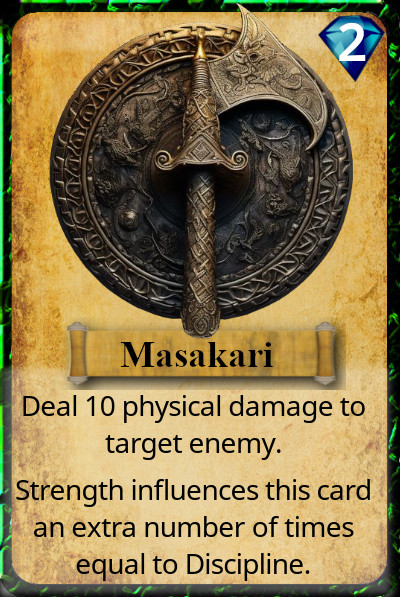 2
Masakari
Deal 10 physical damage to
target enemy.
Strength influences this card
an extra number of times
equal to Discipline.